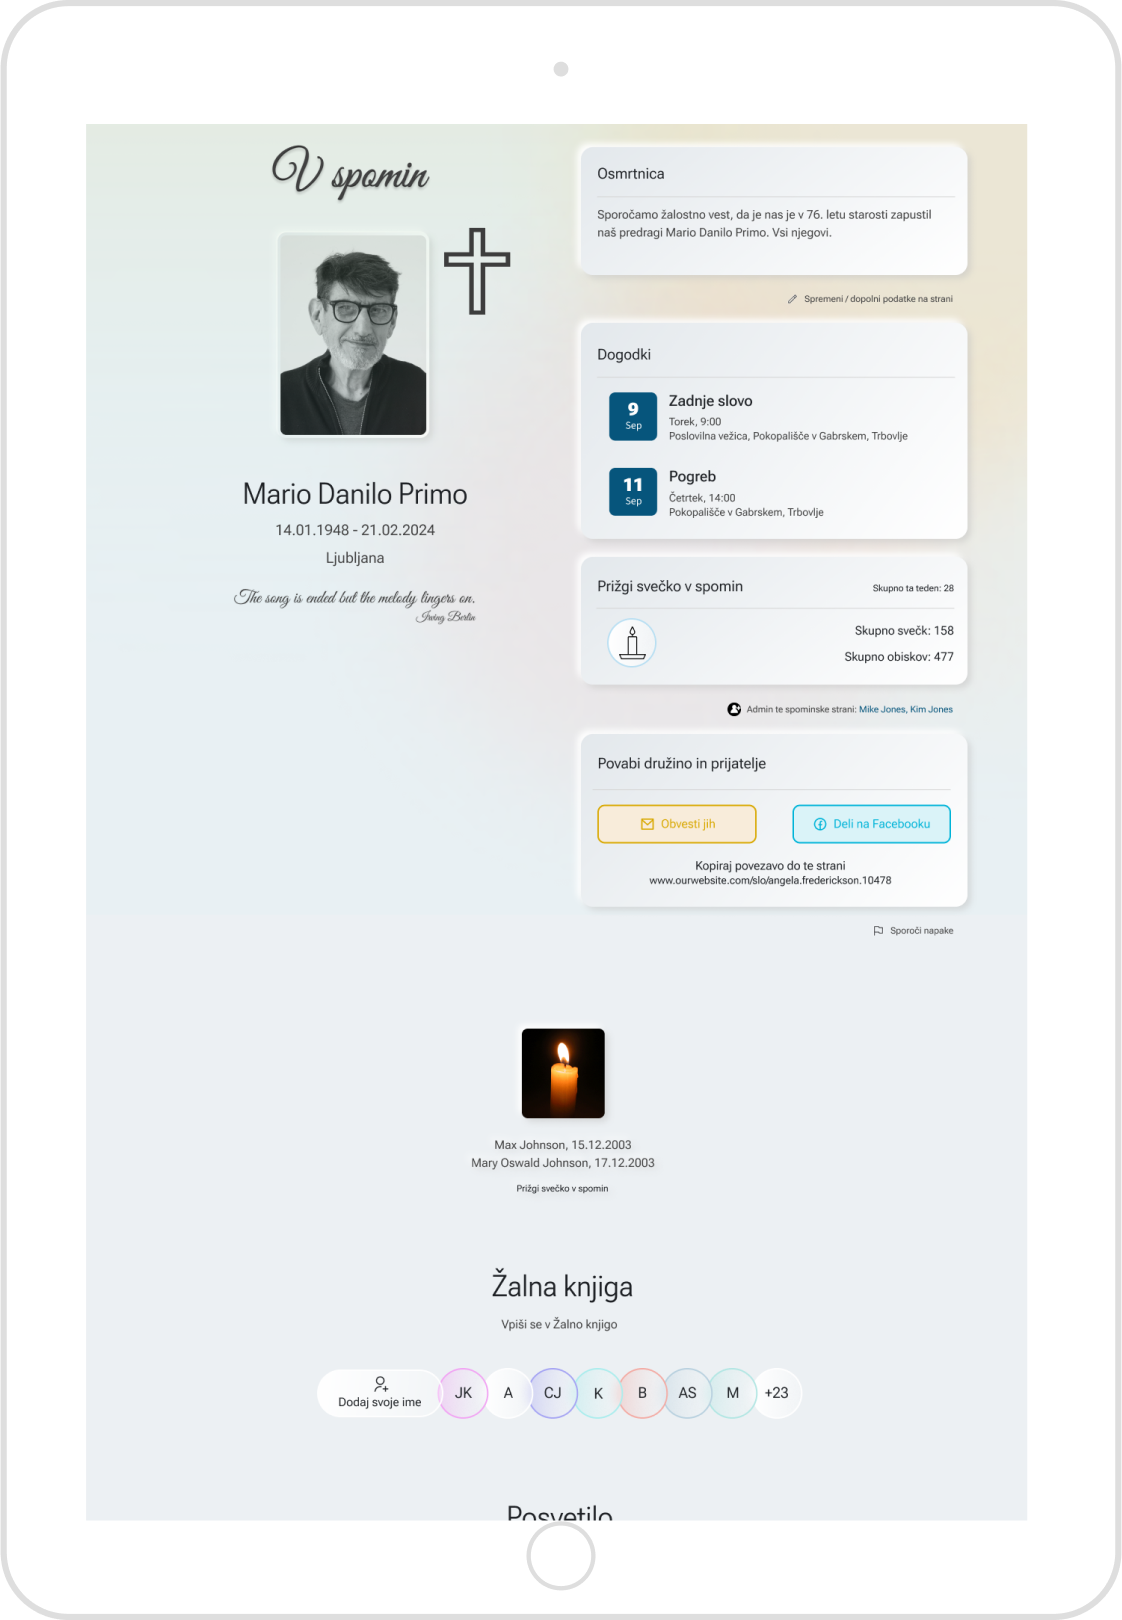 V spomin
Mario Danilo Primo
14.01.1948 - 21.02.2024
Ljubljana
The song is ended but the melody lingers on.
Irving Berlin
Osmrtnica
Sporočamo žalostno vest, da je nas je v 76. letu starosti zapustil
naš predragi Mario Danilo Primo. Vsi njegovi.
Spremeni / dopolni podatke na strani
Dogodki
9
Sep
Zadnje slovo
Torek, 9:00
Poslovilna vežica, Pokopališče v Gabrskem, Trbovlje
11
Sep
Pogreb
Četrtek, 14:00
Pokopališče v Gabrskem, Trbovlje
Prižgi svečko v spomin
Skupno ta teden: 28
Skupno svečk: 158
Skupno obiskov: 477
Admin te spominske strani: Mike Jones, Kim Jones
Povabi družino in prijatelje
Obvesti jih
Deli na Facebooku
Kopiraj povezavo do te strani
www.ourwebsite.com/slo/angela.frederickson.10478
Sporoči napake
Max Johnson, 15.12.2003
Mary Oswald Johnson, 17.12.2003
Prižgi svečko v spomin
Žalna knjiga
Vpiši se v Žalno knjigo
Dodaj svoje ime
JK
A
CJ
K
B
AS
M
+23
Posvetilo